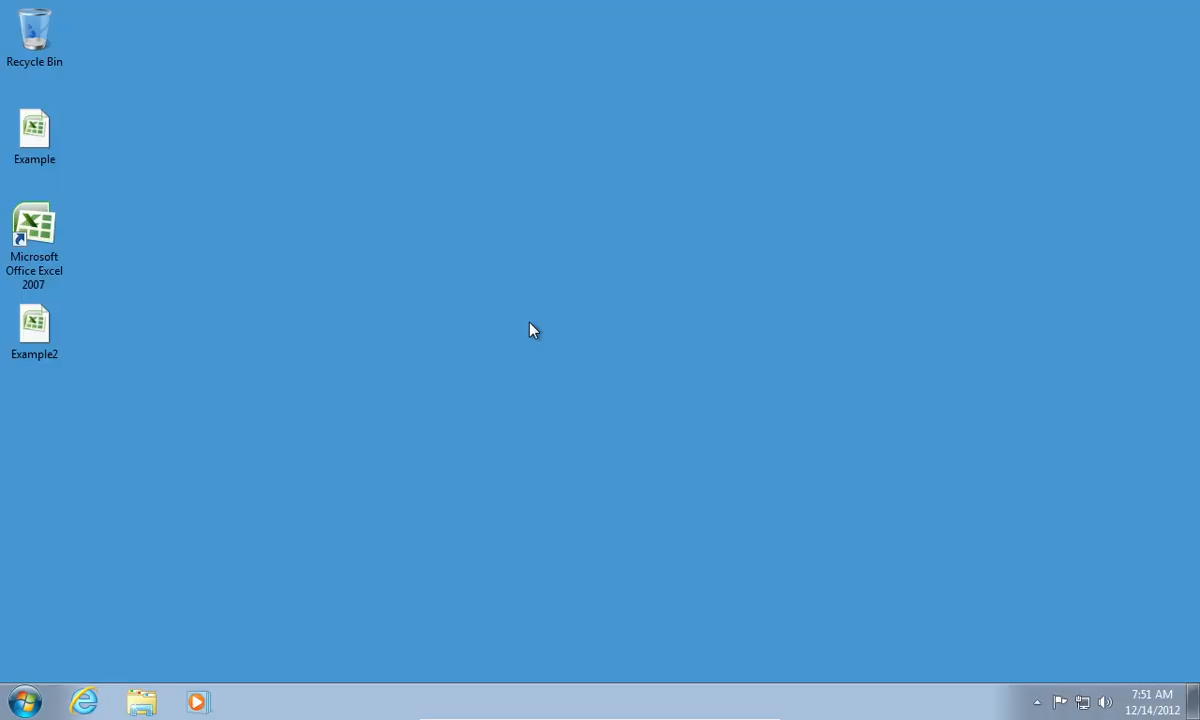 Recycle Bin
Example
Microsoft
Office Excel
2007
Example2
7:51 AM
12/14/2012